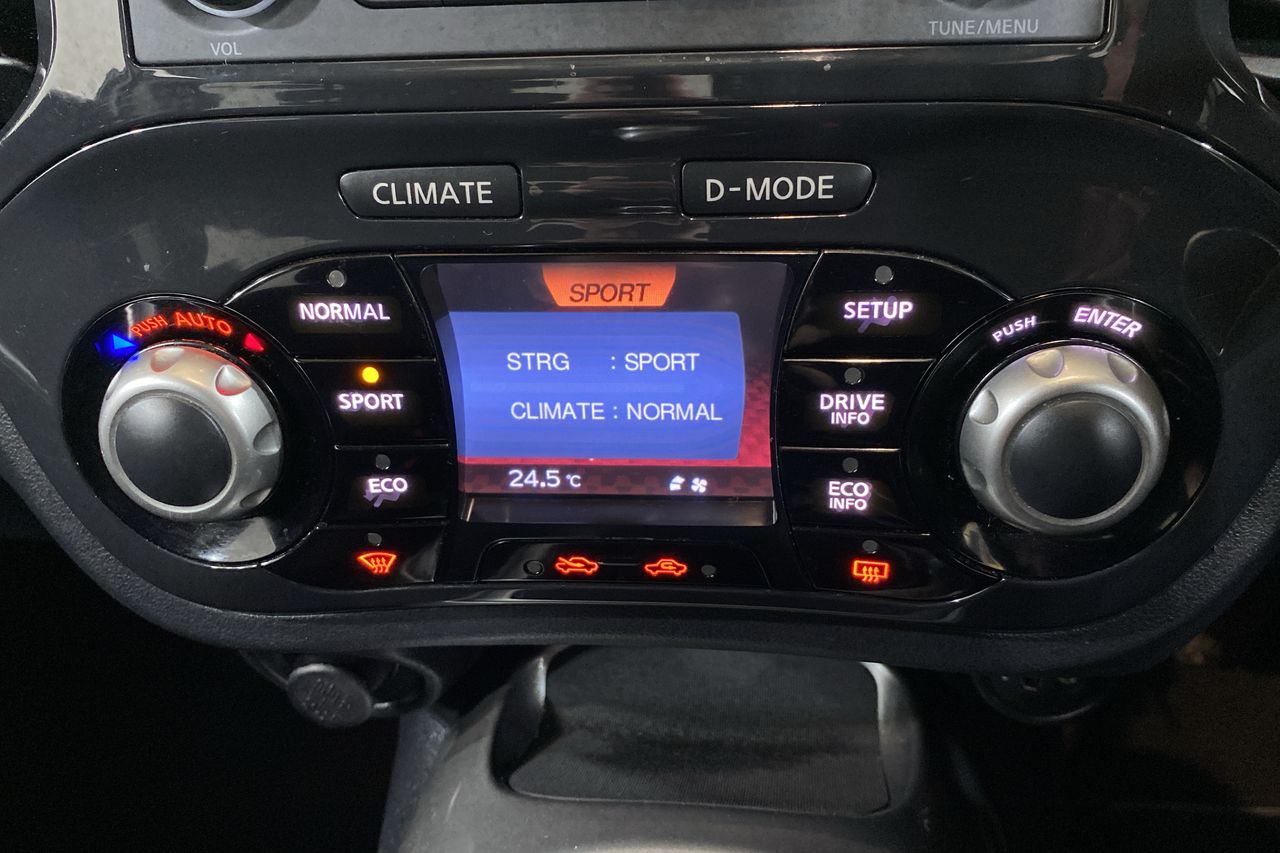 VOL
TUNE/MENU
CLIMATE
D-MODE
PUSH AUTO
NORMAL
SPORT
ECO
SPORT
STRG : SPORT
CLIMATE : NORMAL
24.5 °C
SETUP
DRIVE
INFO
ECO
INFO
PUSH ENTER